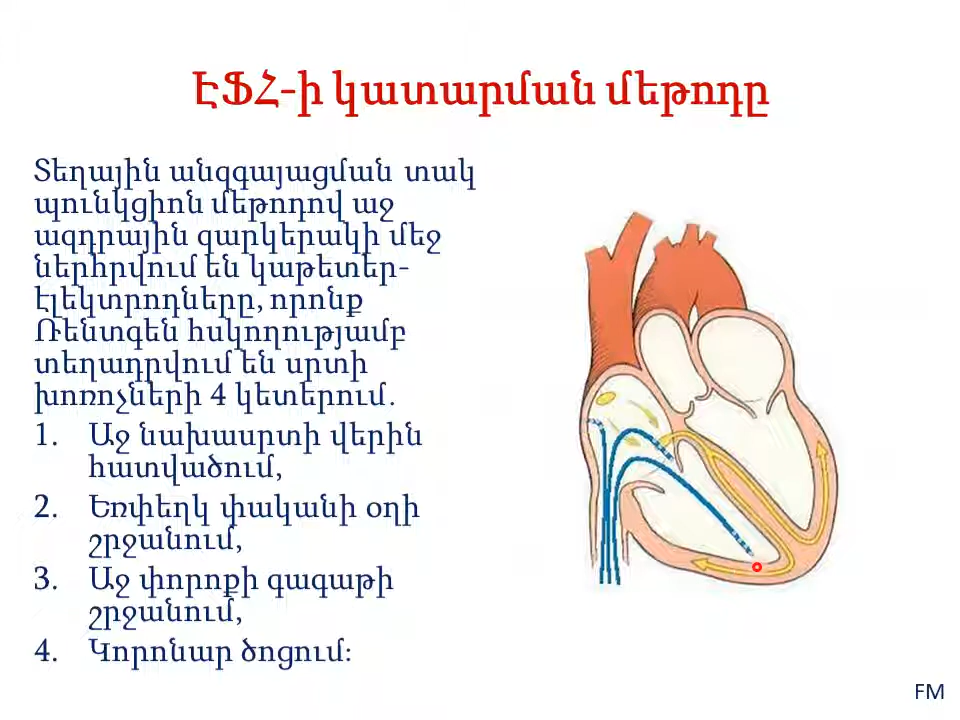 ԷՖՀ-ի կատարման մեթոդը
Տեղային անզգայացման տակ
պունկցիոն մեթոդով աջ
ազդրային զարկերակի մեջ
ներհրվում են կաթետեր-
էլեկտրոդները, որոնք
Ռենտգեն հսկողությամբ
տեղադրվում են սրտի
խոռոչների 4 կետերում.
1. Աջ նախասրտի վերին
հատվածում,
2. Եռփեղկ փականի օղի
շրջանում,
3. Աջ փորոքի գագաթի
շրջանում,
4. Կորոնար ծոցում:
FM